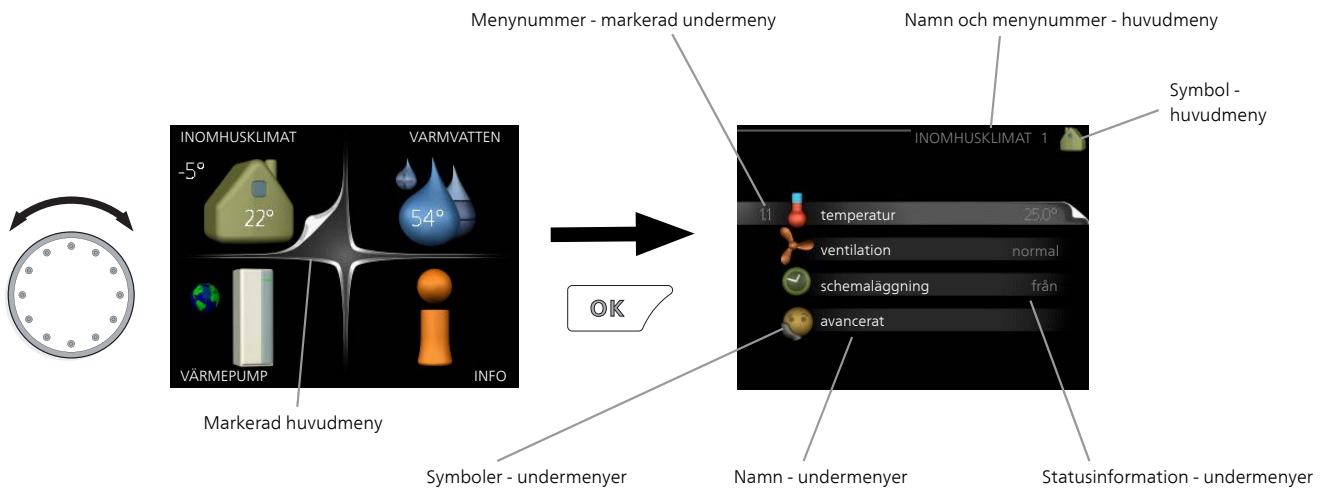 Menynummer - markerad undermeny
Namn och menynummer - huvudmeny
Symbol -
huvudmeny
INOMHUSKLIMAT
VARMVATTEN
-5°
22°
54°
VÄRMEPUMP
INFO
Markerad huvudmeny
OK
INOMHUSKLIMAT 1
1.1 temperatur 25.0°
ventilation normal
schemaläggning från
avancerat
Symboler - undermenyer
Namn - undermenyer
Statusinformation - undermenyer